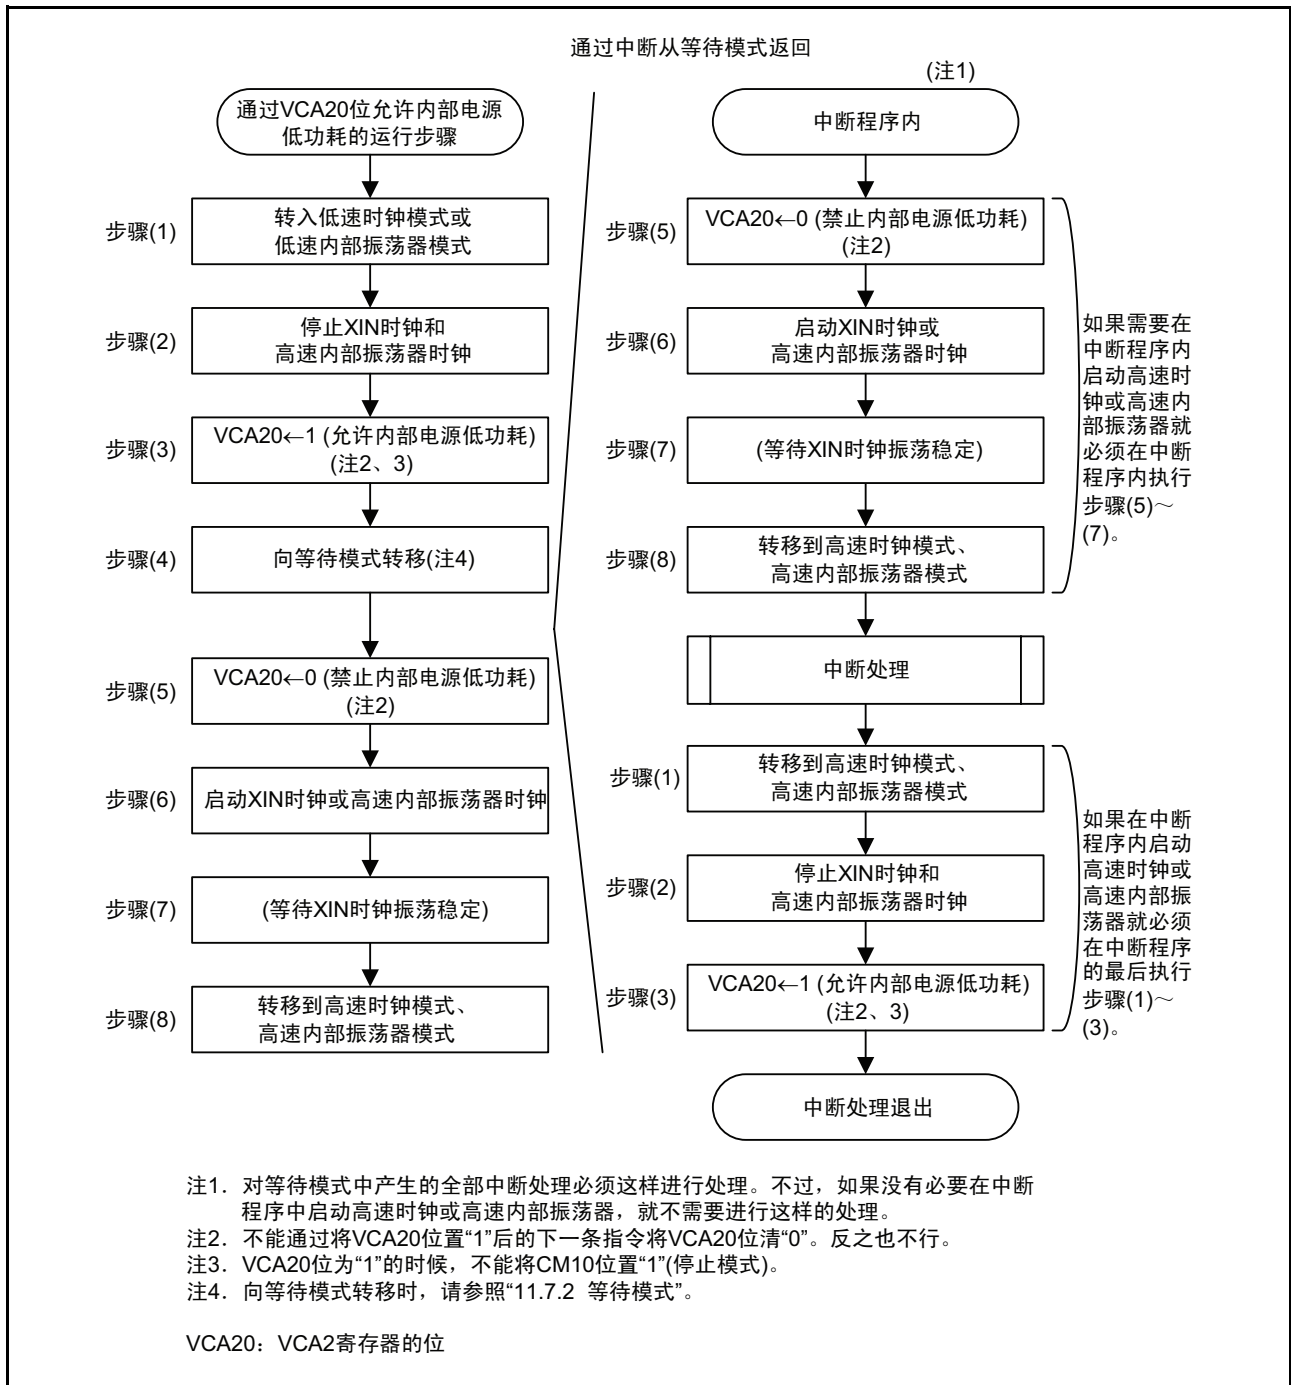 通过中断从等待模式返回
通过VCA20位允许内部电源
低功耗的运行步骤
步骤(1)
转入低速时钟模式或
低速内部振荡器模式
步骤(2)
停止XIN时钟和
高速内部振荡器时钟
步骤(3)
VCA20←1 (允许内部电源低功耗)
(注2、3)
步骤(4)
向等待模式转移(注4)
步骤(5)
VCA20←0 (禁止内部电源低功耗)
(注2)
步骤(6)
启动XIN时钟或高速内部振荡器时钟
步骤(7)
(等待XIN时钟振荡稳定)
步骤(8)
转移到高速时钟模式、
高速内部振荡器模式
(注1)
中断程序内
步骤(5)
VCA20←0 (禁止内部电源低功耗)
(注2)
步骤(6)
启动XIN时钟或
高速内部振荡器时钟
步骤(7)
(等待XIN时钟振荡稳定)
步骤(8)
转移到高速时钟模式、
高速内部振荡器模式
如果需要在
中断程序内
启动高速时
钟或高速内
部振荡器就
必须在中断
程序内执行
步骤(5)～
(7)。
中断处理
步骤(1)
转移到高速时钟模式、
高速内部振荡器模式
步骤(2)
停止XIN时钟和
高速内部振荡器时钟
步骤(3)
VCA20←1 (允许内部电源低功耗)
(注2、3)
如果在中断
程序内启动
高速时钟或
高速内部振
荡器就必须
在中断程序
的最后执行
步骤(1)～
(3)。
中断处理退出
注1. 对等待模式中产生的全部中断处理必须这样进行处理。不过，如果没有必要在中断
程序中启动高速时钟或高速内部振荡器，就不需要进行这样的处理。
注2. 不能通过将VCA20位置“1”后的下一条指令将VCA20位清“0”。反之也不行。
注3. VCA20位为“1”的时候，不能将CM10位置“1”(停止模式)。
注4. 向等待模式转移时，请参照“11.7.2 等待模式”。
VCA20：VCA2寄存器的位